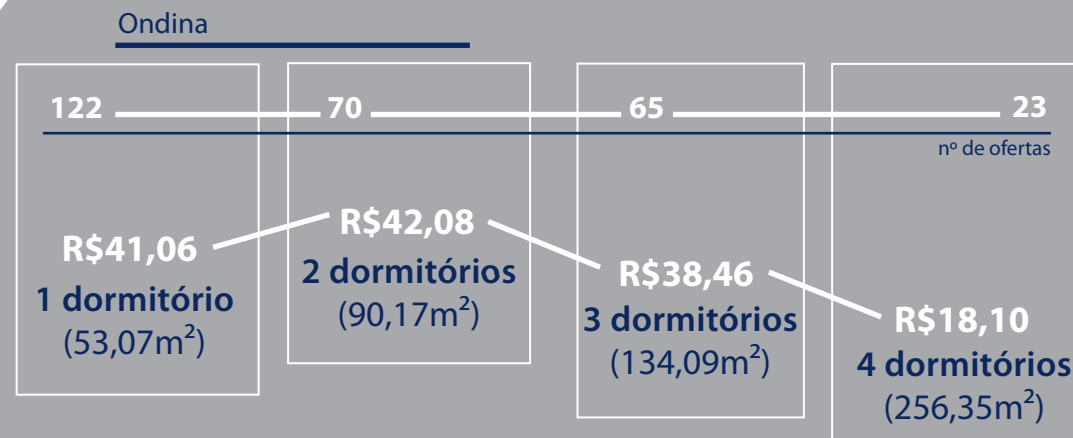 Ondina
122 70 65 23
nº de ofertas
R$41,06
1 dormitório
(53,07m²)
R$42,08
2 dormitórios
(90,17m²)
R$38,46
3 dormitórios
(134,09m²)
R$18,10
4 dormitórios
(256,35m²)